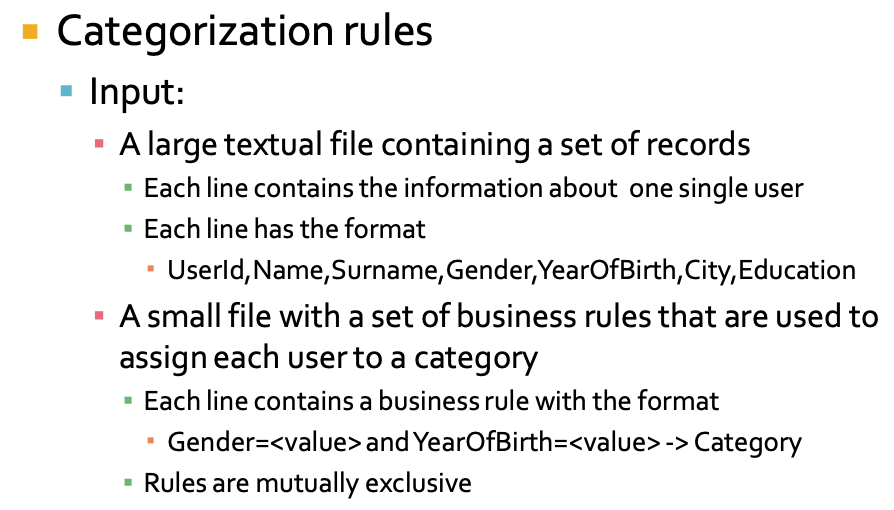 Categorization rules
Input:
A large textual file containing a set of records
Each line contains the information about one single user
Each line has the format
UserId,Name,Surname,Gender,YearOfBirth,City,Education
A small file with a set of business rules that are used to
assign each user to a category
Each line contains a business rule with the format
Gender=<value> and YearOfBirth=<value> -> Category
Rules are mutually exclusive